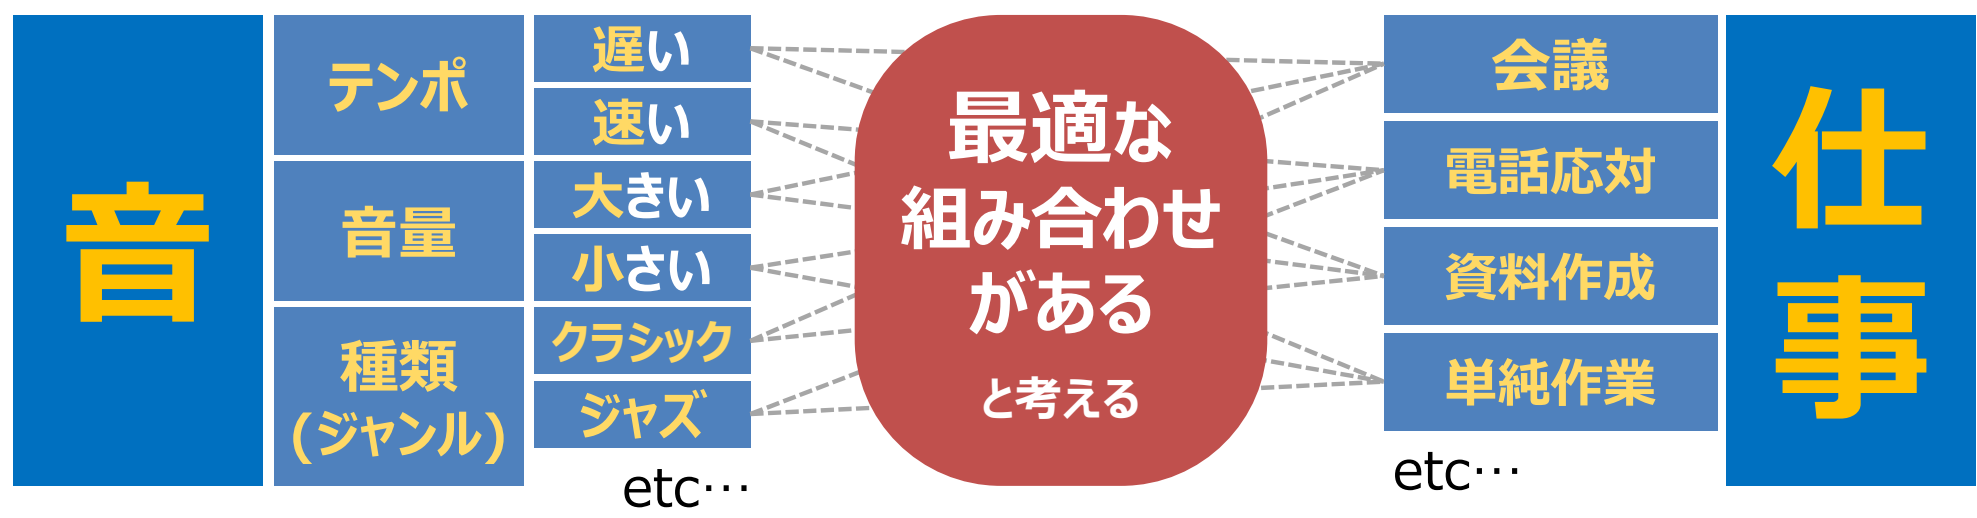 音
テンポ
遅い
速い
音量
大きい
小さい
種類
(ジャンル)
クラシック
ジャズ
etc…
最適な
組み合わせ
がある
と考える
会議
電話応対
資料作成
単純作業
etc…
仕
事